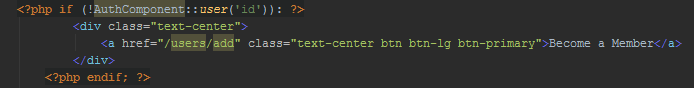 <?php if (!AuthComponent::user('id')): ?>
<div class="text-center">
<a href="/users/add" class="text-center btn btn-lg btn-primary">Become a Member</a>
</div>
<?php endif; ?>